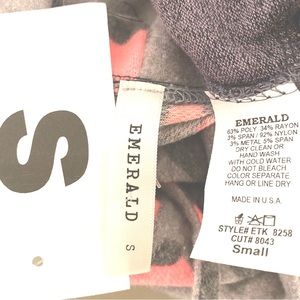 S
EMERALD
S
EMERALD
63% POLY 34% RAYON
3% SPAN / 92% NYLON
3% METAL 5% SPAN
DRY CLEAN OR
HAND WASH
WITH COLD WATER
DO NOT BLEACH
COLOR SEPARATE
HANG OR LINE DRY
MADE IN U.S.A.
STYLE# ETK 8258
CUT# 8043
Small